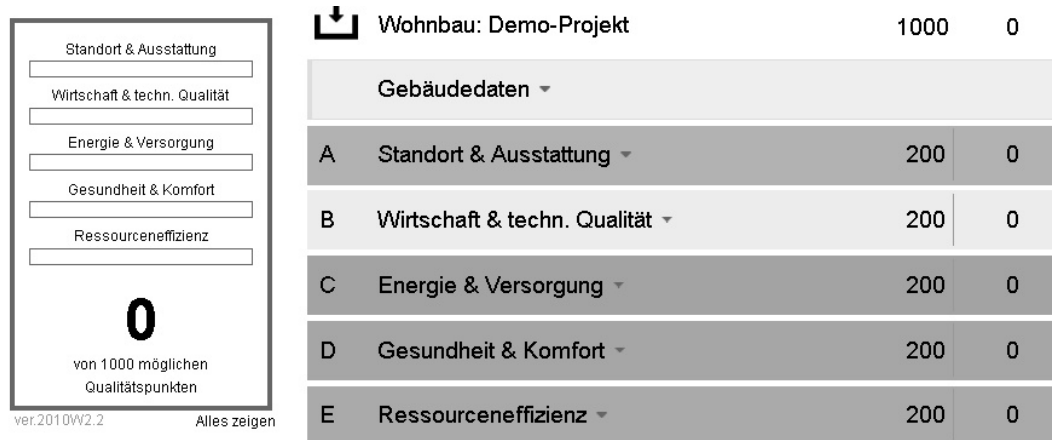 Standort & Ausstattung
Wirtschaft & techn. Qualität
Energie & Versorgung
Gesundheit & Komfort
Ressourceneffizienz
0
von 1000 möglichen
Qualitätspunkten
ver.2010W2.2 Alles zeigen
Wohnbau: Demo-Projekt 1000 0
Gebäudedaten
A Standort & Ausstattung 200 0
B Wirtschaft & techn. Qualität 200 0
C Energie & Versorgung 200 0
D Gesundheit & Komfort 200 0
E Ressourceneffizienz 200 0